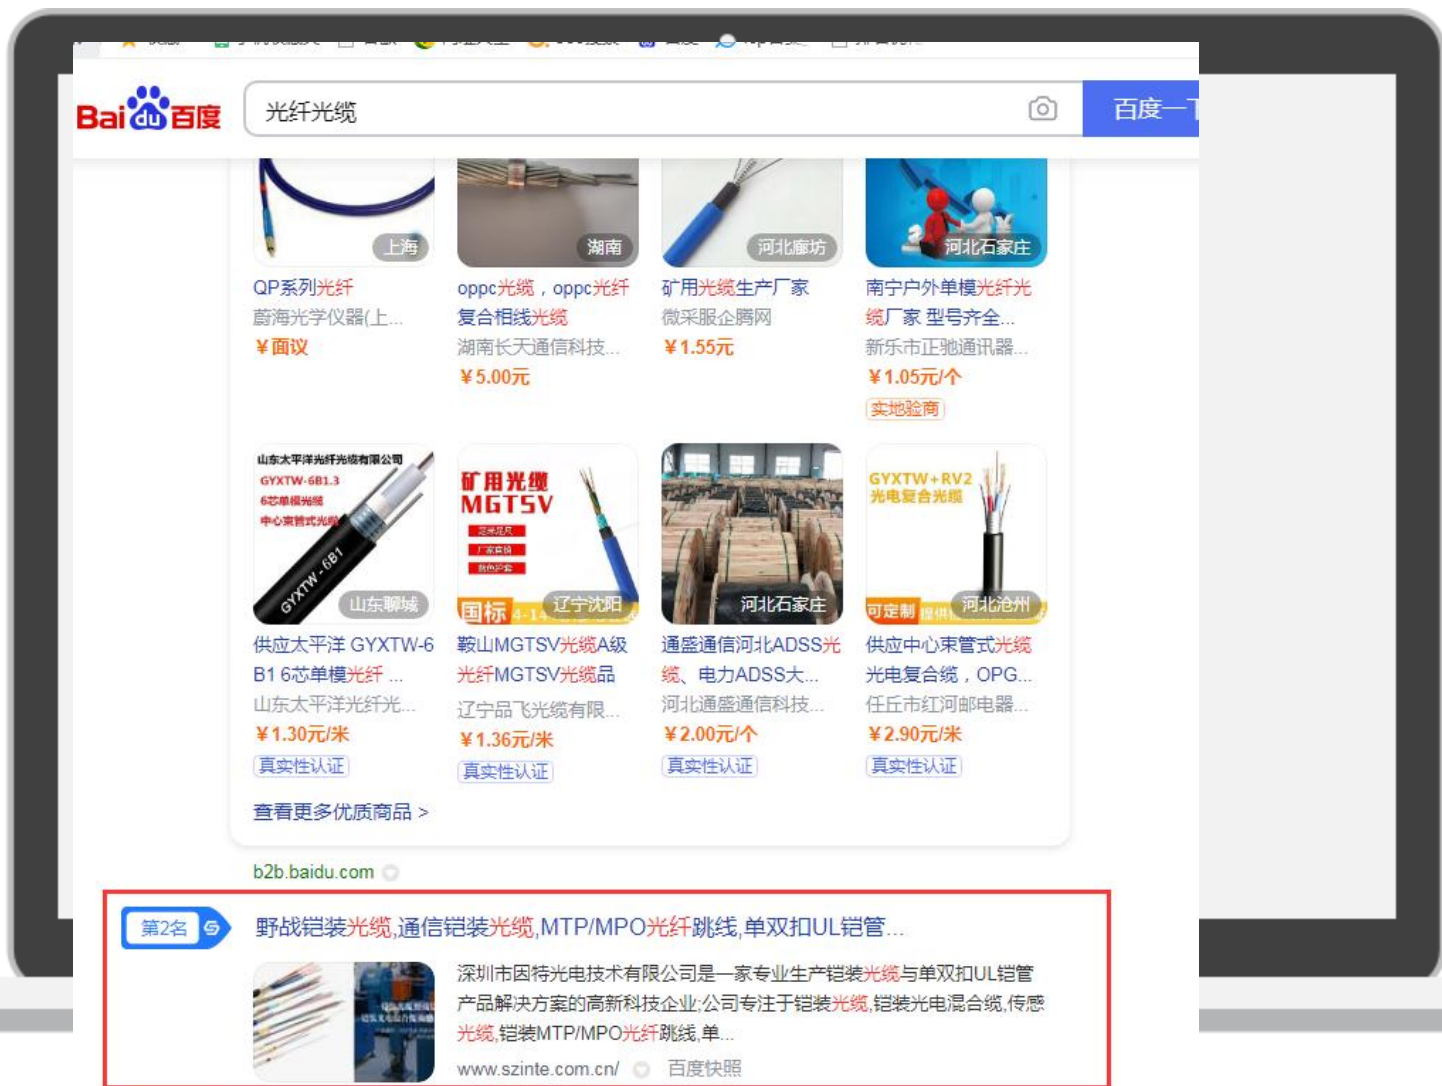 Bai du 百度
光纤光缆
百度一下
上海
湖南
河北廊坊
河北石家庄
QP系列光纤
蔚海光学仪器(上...
¥面议
oppc光缆，oppc光纤
复合相线光缆
湖南长天通信科技...
¥5.00元
矿用光缆生产厂家
微采服企腾网
¥1.55元
南宁户外单模光纤光
缆厂家 型号齐全...
新乐市正驰通讯器...
¥1.05元/个
实地验商
山东太平洋光纤光缆有限公司
GYXTW-6B1.3
6芯单模光缆
中心束管式光缆
GYXTW-6B1
山东聊城
矿用光缆
MGTSV
足米足尺
厂家直销
国标
辽宁沈阳
河北石家庄
GYXTW+RV2
光电复合光缆
可定制
河北沧州
供应太平洋 GYXTW-6
B1 6芯单模光纤 ...
山东太平洋光纤光...
¥1.30元/米
真实性认证
鞍山MGTSV光缆A级
光纤MGTSV光缆品
辽宁品飞光缆有限...
¥1.36元/米
真实性认证
通盛通信河北ADSS光
缆、电力ADSS大...
河北通盛通信科技...
¥2.00元/个
真实性认证
供应中心束管式光缆
光电复合缆，OPG...
任丘市红河邮电器...
¥2.90元/米
真实性认证
查看更多优质商品 >
b2b.baidu.com
第2名
野战铠装光缆,通信铠装光缆,MTP/MPO光纤跳线,单双扣UL铠管...
深圳市因特光电技术有限公司是一家专业生产铠装光缆与单双扣UL铠管
产品解决方案的高新科技企业;公司专注于铠装光缆,铠装光电混合缆,传感
光缆,铠装MTP/MPO光纤跳线,单...
www.szinte.com.cn/ 百度快照